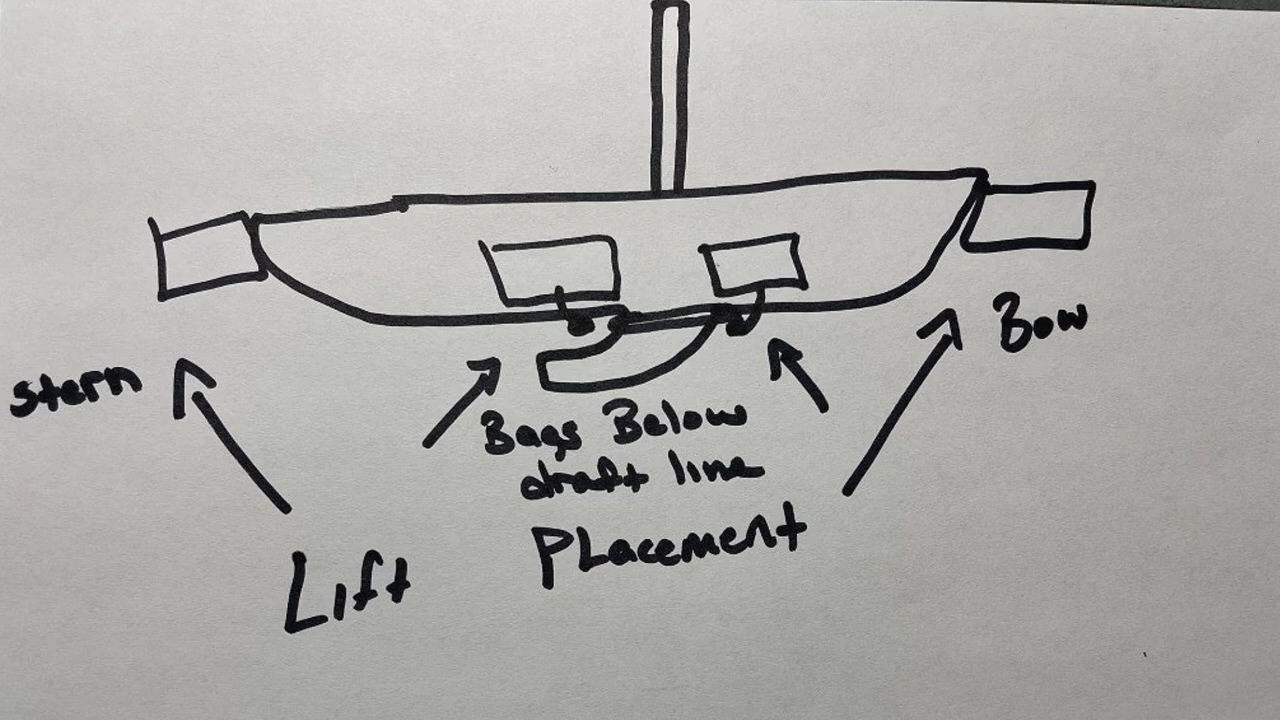 Bow
stern
Bags Below
draft line
Placement
Lift